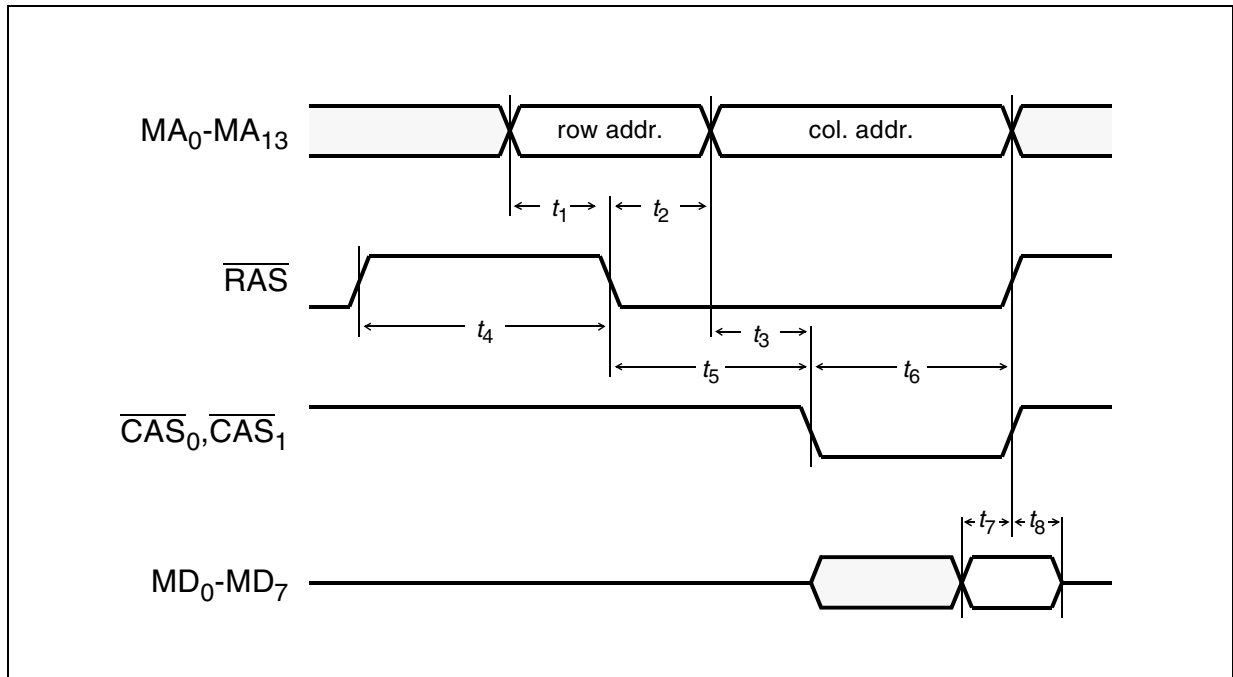 MA0-MA13
row addr.
col. addr.
t1
t2
RAS
t4
t3
t5
t6
CAS0,CAS1
t7
t8
MD0-MD7